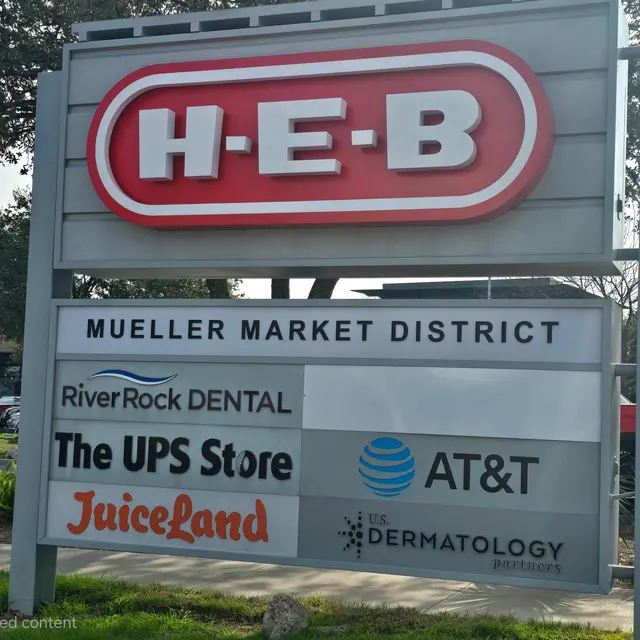 H-E-B
MUELLER MARKET DISTRICT
RiverRock DENTAL
The UPS Store
AT&T
JuiceLand
U.S.
DERMATOLOGY
partners
ed content